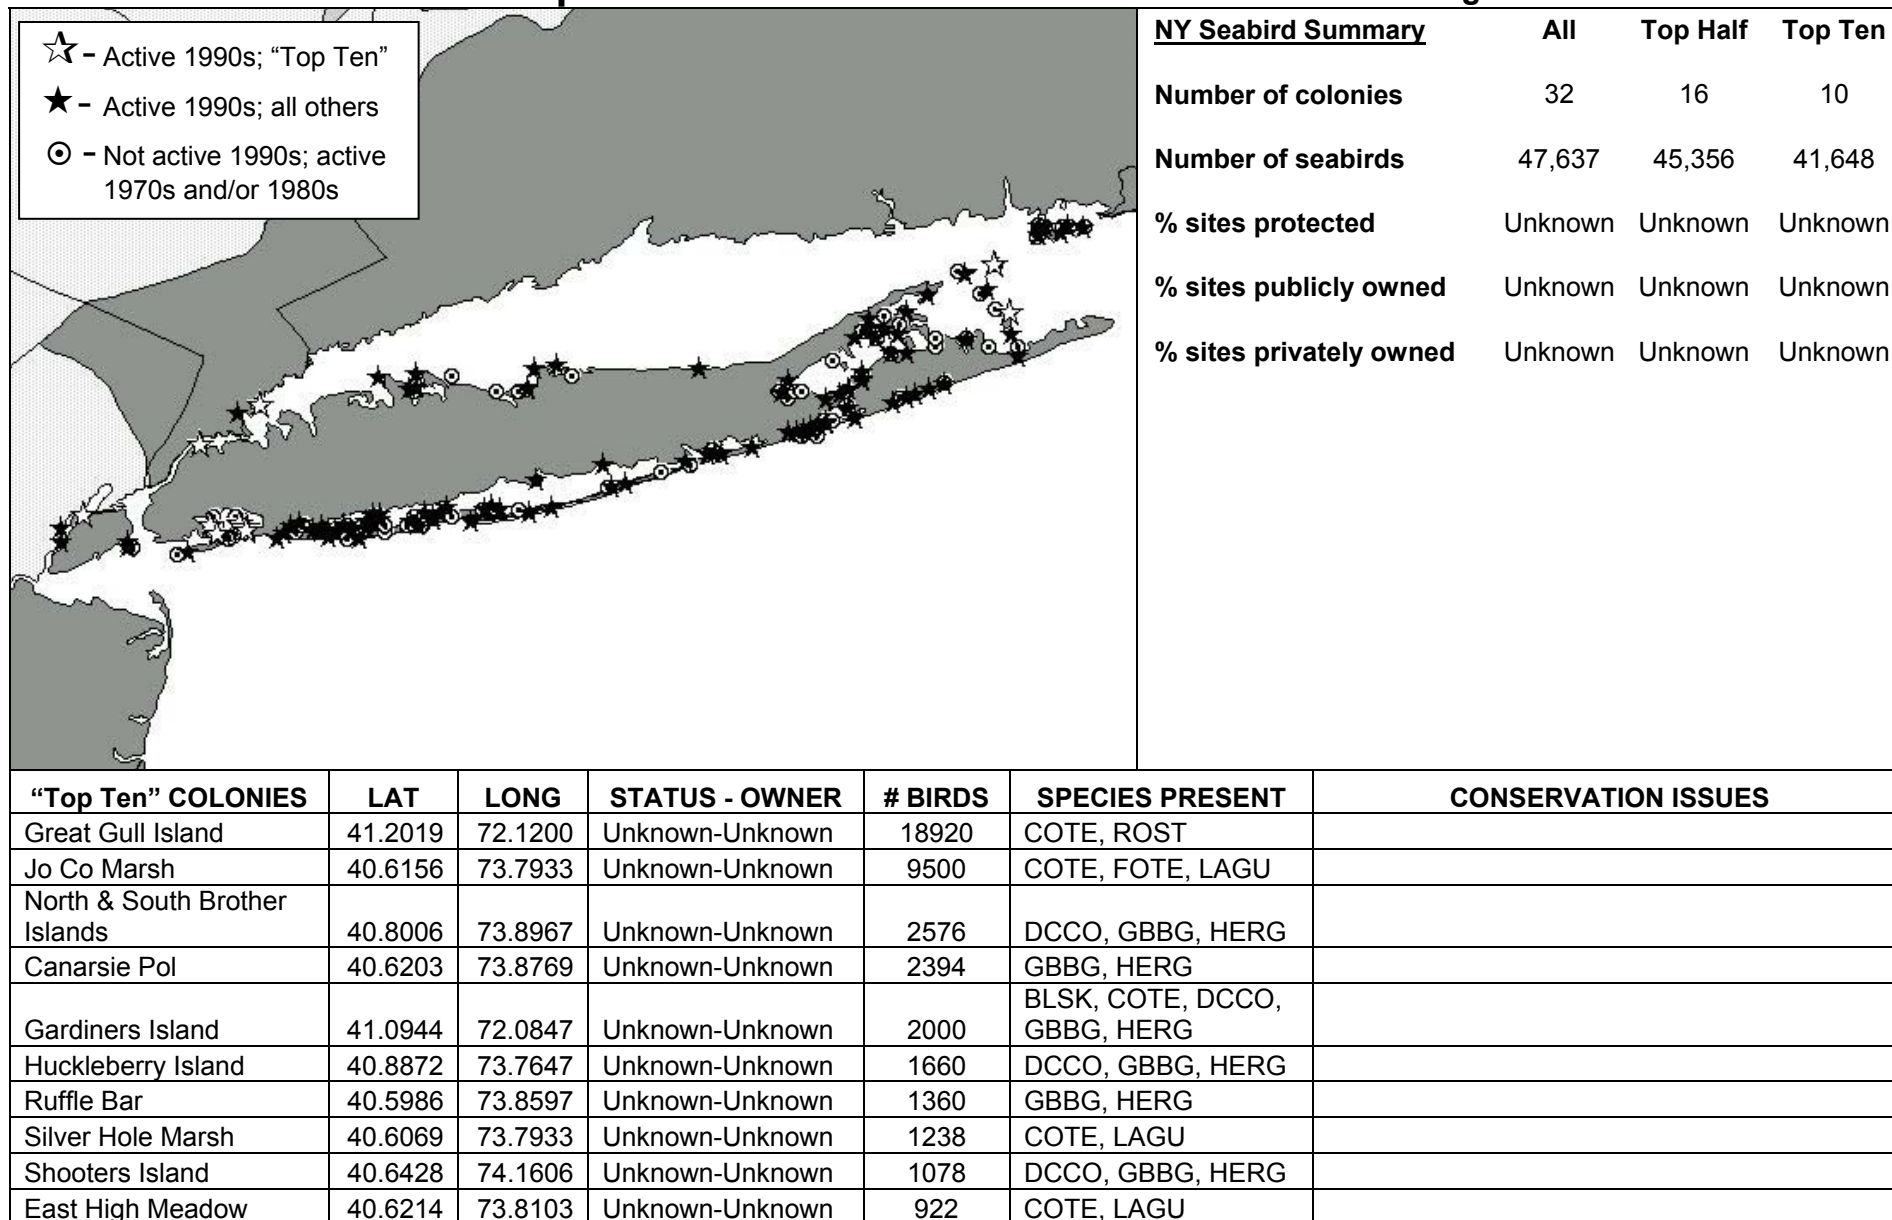 ☆ - Active 1990s; “Top Ten”
★ - Active 1990s; all others
⊙ - Not active 1990s; active
1970s and/or 1980s
NY Seabird Summary All Top Half Top Ten
Number of colonies 32 16 10
Number of seabirds 47,637 45,356 41,648
% sites protected Unknown Unknown Unknown
% sites publicly owned Unknown Unknown Unknown
% sites privately owned Unknown Unknown Unknown
“Top Ten” COLONIES LAT LONG STATUS - OWNER # BIRDS SPECIES PRESENT CONSERVATION ISSUES
Great Gull Island 41.2019 72.1200 Unknown-Unknown 18920 COTE, ROST
Jo Co Marsh 40.6156 73.7933 Unknown-Unknown 9500 COTE, FOTE, LAGU
North & South Brother
Islands 40.8006 73.8967 Unknown-Unknown 2576 DCCO, GBBG, HERG
Canarsie Pol 40.6203 73.8769 Unknown-Unknown 2394 GBBG, HERG
BLSK, COTE, DCCO,
Gardiners Island 41.0944 72.0847 Unknown-Unknown 2000 GBBG, HERG
Huckleberry Island 40.8872 73.7647 Unknown-Unknown 1660 DCCO, GBBG, HERG
Ruffle Bar 40.5986 73.8597 Unknown-Unknown 1360 GBBG, HERG
Silver Hole Marsh 40.6069 73.7933 Unknown-Unknown 1238 COTE, LAGU
Shooters Island 40.6428 74.1606 Unknown-Unknown 1078 DCCO, GBBG, HERG
East High Meadow 40.6214 73.8103 Unknown-Unknown 922 COTE, LAGU